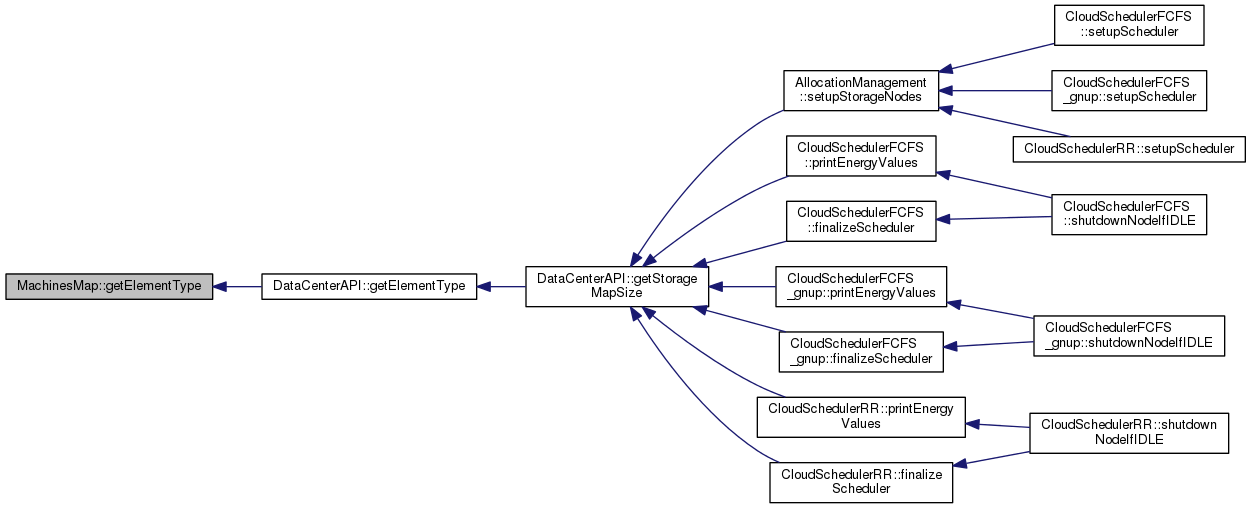 CloudSchedulerFCFS
::setupScheduler
AllocationManagement
::setupStorageNodes
CloudSchedulerFCFS
_gnup::setupScheduler
CloudSchedulerRR::setupScheduler
CloudSchedulerFCFS
::printEnergyValues
CloudSchedulerFCFS
::shutdownNodeIfIDLE
CloudSchedulerFCFS
::finalizeScheduler
MachinesMap::getElementType
DataCenterAPI::getElementType
DataCenterAPI::getStorage
MapSize
CloudSchedulerFCFS
_gnup::printEnergyValues
CloudSchedulerFCFS
_gnup::shutdownNodeIfIDLE
CloudSchedulerFCFS
_gnup::finalizeScheduler
CloudSchedulerRR::printEnergy
Values
CloudSchedulerRR::shutdown
NodeIfIDLE
CloudSchedulerRR::finalize
Scheduler